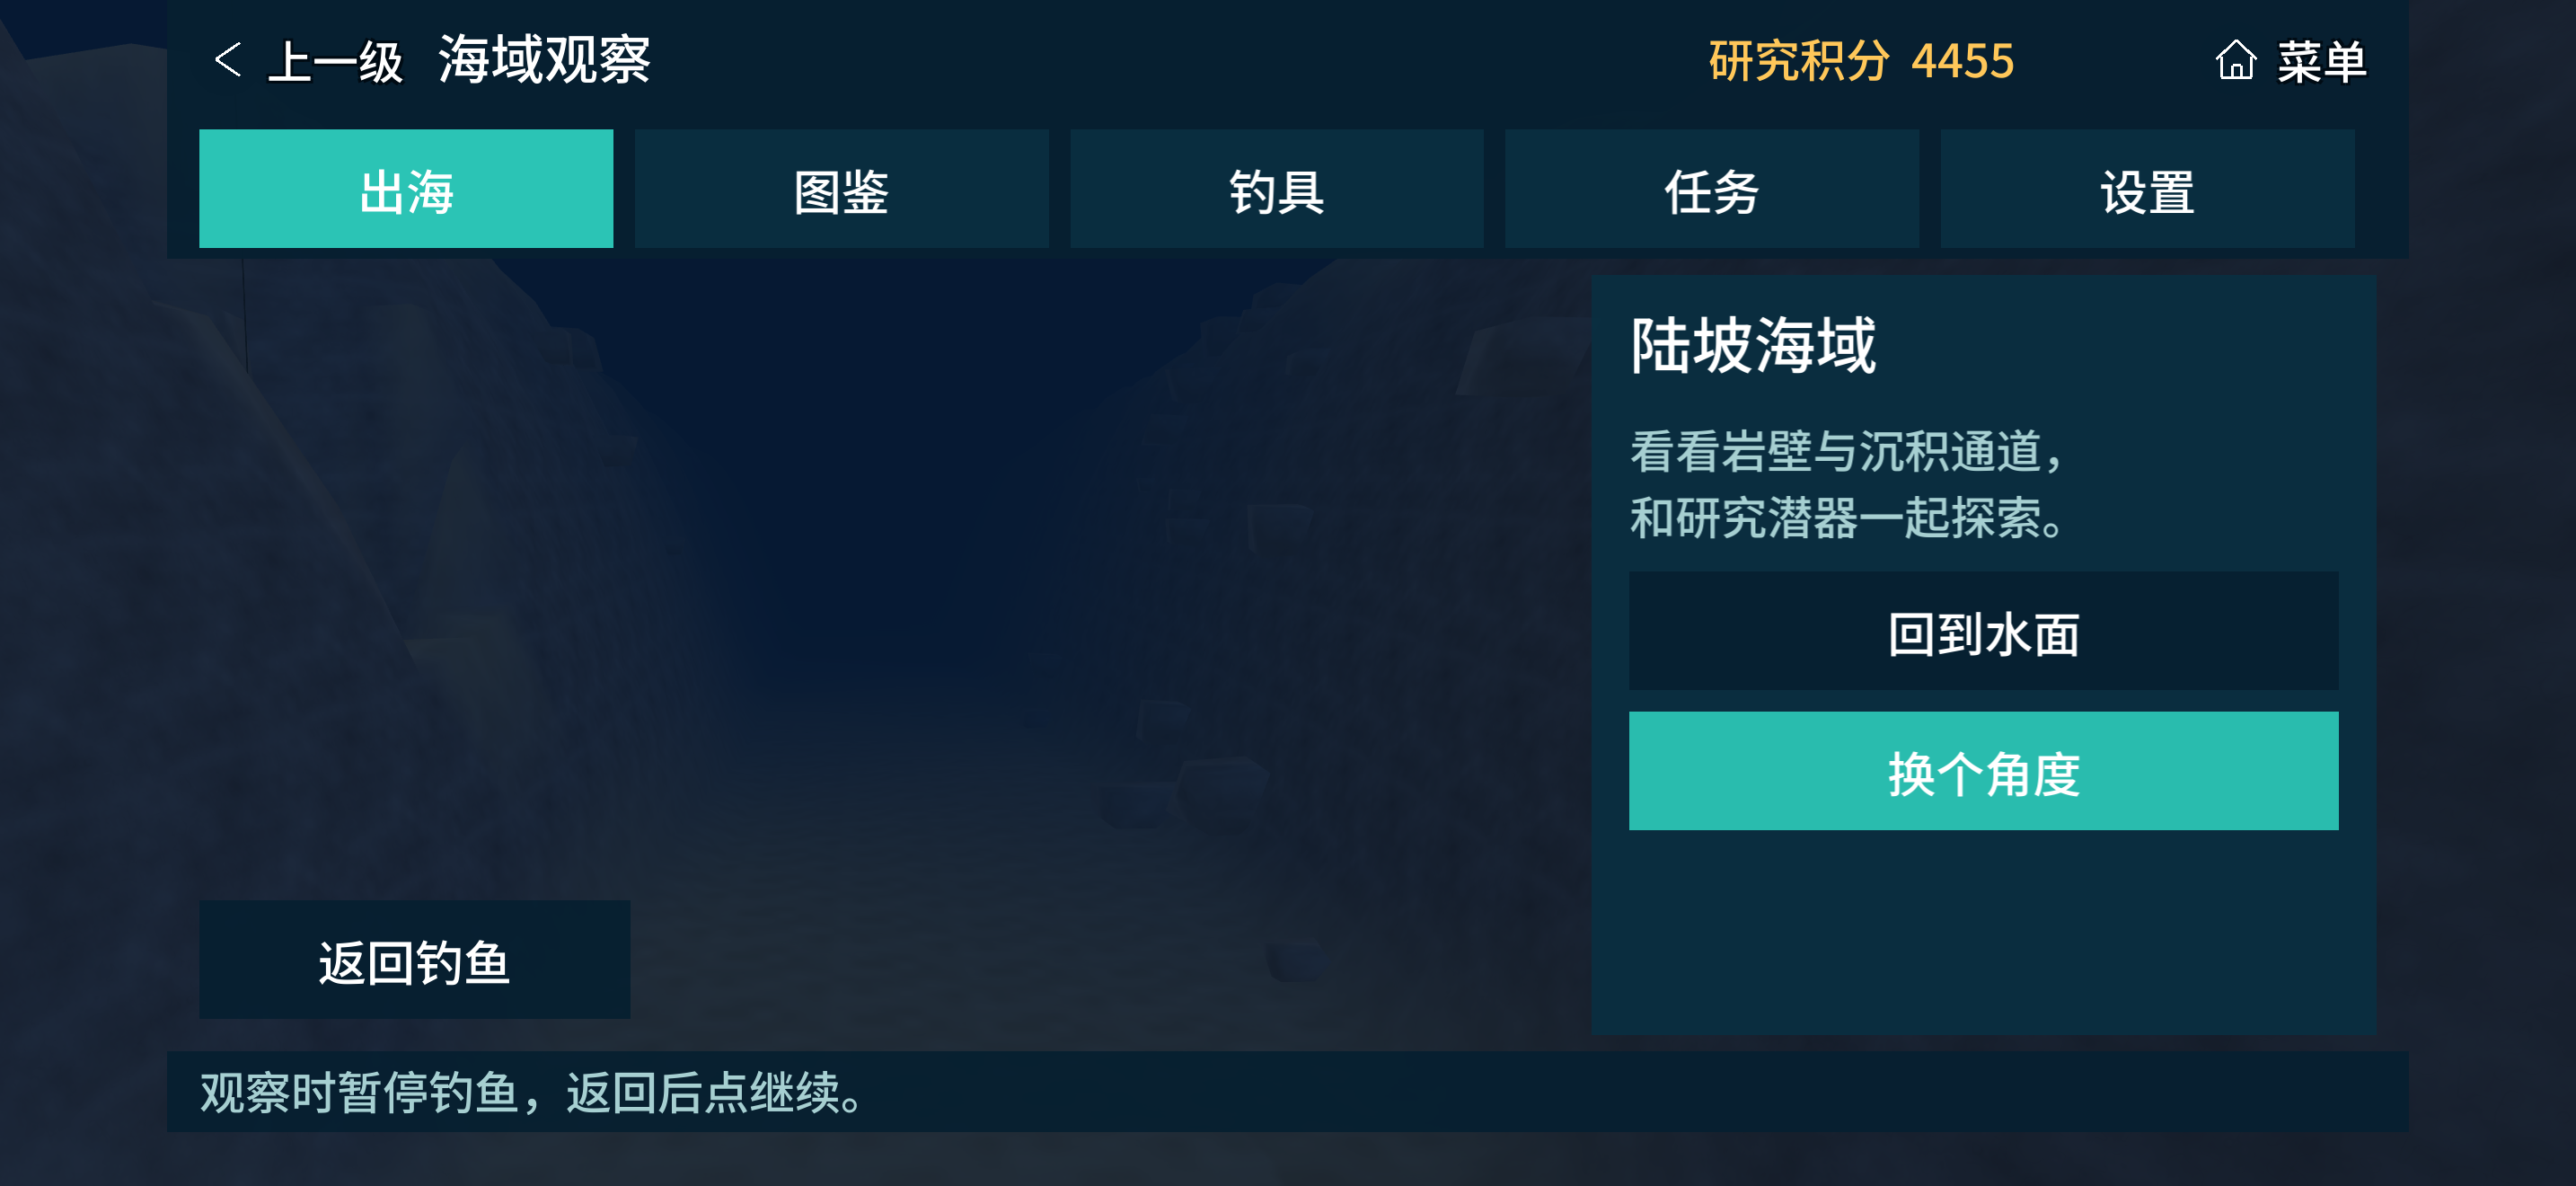 上一级 海域观察 研究积分 4455 菜单
出海 图鉴 钓具 任务 设置
陆坡海域
看看岩壁与沉积通道，
和研究潜器一起探索。
回到水面
换个角度
返回钓鱼
观察时暂停钓鱼，返回后点继续。